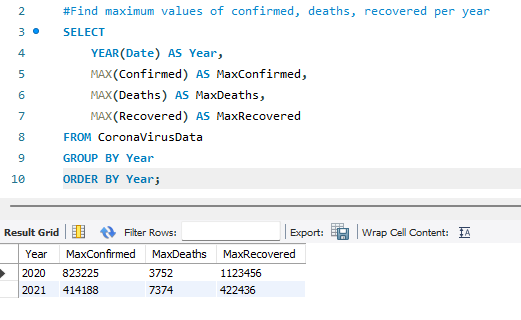 2 #Find maximum values of confirmed, deaths, recovered per year
3 SELECT
4 YEAR(Date) AS Year,
5 MAX(Confirmed) AS MaxConfirmed,
6 MAX(Deaths) AS MaxDeaths,
7 MAX(Recovered) AS MaxRecovered
8 FROM CoronaVirusData
9 GROUP BY Year
10 ORDER BY Year;
Result Grid Filter Rows: Export: Wrap Cell Content: IA
Year MaxConfirmed MaxDeaths MaxRecovered
2020 823225 3752 1123456
2021 414188 7374 422436